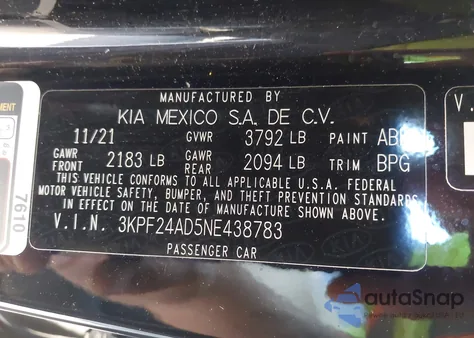 MANUFACTURED BY
KIA MEXICO S.A. DE C.V.
11/21 GVWR 3792 LB PAINT
GAWR FRONT 2183 LB GAWR REAR 2094 LB TRIM BPG
THIS VEHICLE CONFORMS TO ALL APPLICABLE U.S.A. FEDERAL
MOTOR VEHICLE SAFETY, BUMPER, AND THEFT PREVENTION STANDARDS
IN EFFECT ON THE DATE OF MANUFACTURE SHOWN ABOVE.
V.I.N. 3KPF24AD5NE438783
PASSENGER CAR
7610
autoSnap